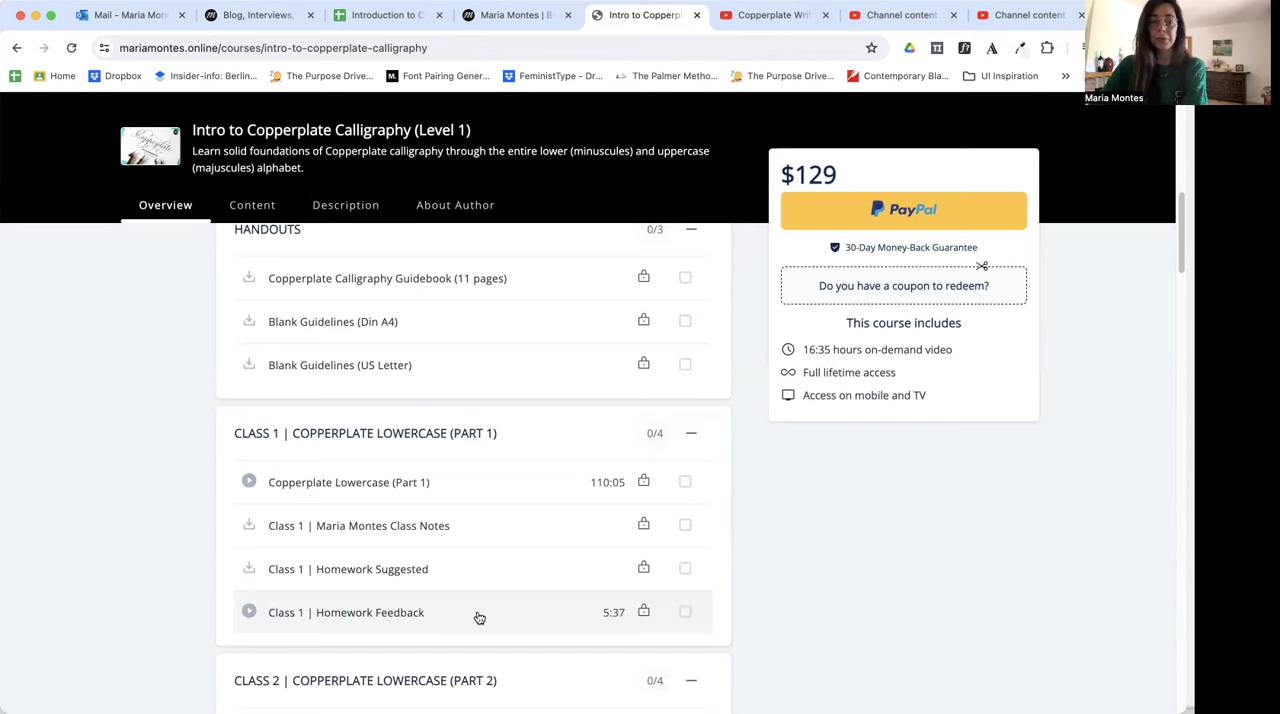 Mail - Maria Mon
Blog, Interviews,
Introduction to C
Maria Montes | B
Intro to Copperpl
Copperplate Writ
Channel content
Channel content
mariamontes.online/courses/intro-to-copperplate-calligraphy
Home
Dropbox
Insider-info: Berlin...
The Purpose Drive...
Font Pairing Gener...
FeministType - Dr...
The Palmer Metho...
The Purpose Drive...
Contemporary Bla...
UI Inspiration
Maria Montes
Intro to Copperplate Calligraphy (Level 1)
Learn solid foundations of Copperplate calligraphy through the entire lower (minuscules) and uppercase
(majuscules) alphabet.
Overview
Content
Description
About Author
$129
PayPal
30-Day Money-Back Guarantee
Do you have a coupon to redeem?
This course includes
16:35 hours on-demand video
Full lifetime access
Access on mobile and TV
HANDOUTS 0/3
Copperplate Calligraphy Guidebook (11 pages)
Blank Guidelines (Din A4)
Blank Guidelines (US Letter)
CLASS 1 | COPPERPLATE LOWERCASE (PART 1) 0/4
Copperplate Lowercase (Part 1) 110:05
Class 1 | Maria Montes Class Notes
Class 1 | Homework Suggested
Class 1 | Homework Feedback 5:37
CLASS 2 | COPPERPLATE LOWERCASE (PART 2) 0/4